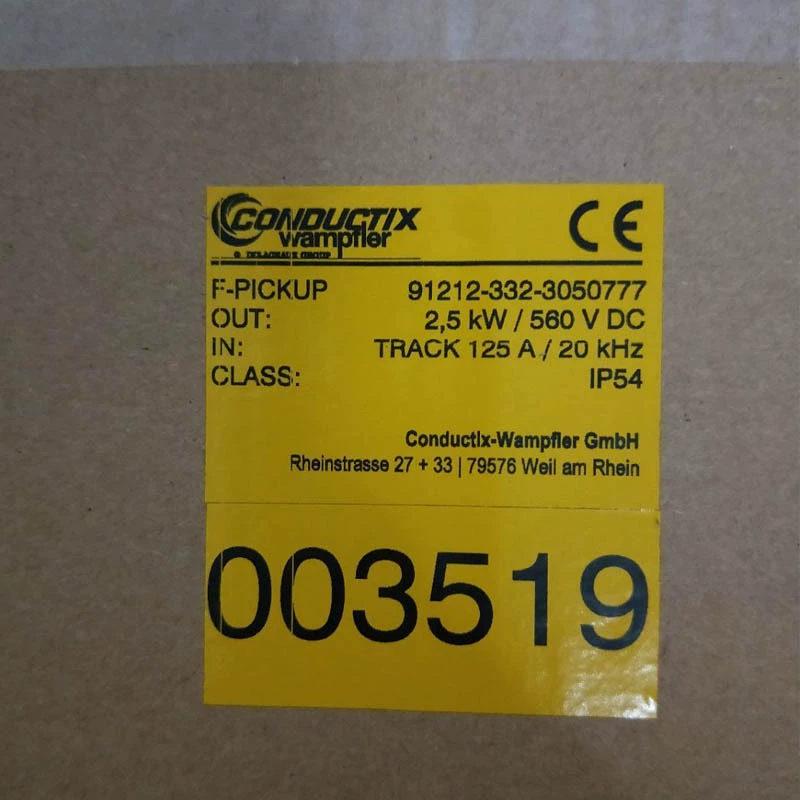 CONDUCTIX
wampfler
CE
F-PICKUP 91212-332-3050777
OUT: 2,5 kW / 560 V DC
IN: TRACK 125 A / 20 kHz
CLASS: IP54
Conductix-Wampfler GmbH
Rheinstrasse 27 + 33 | 79576 Weil am Rhein
003519